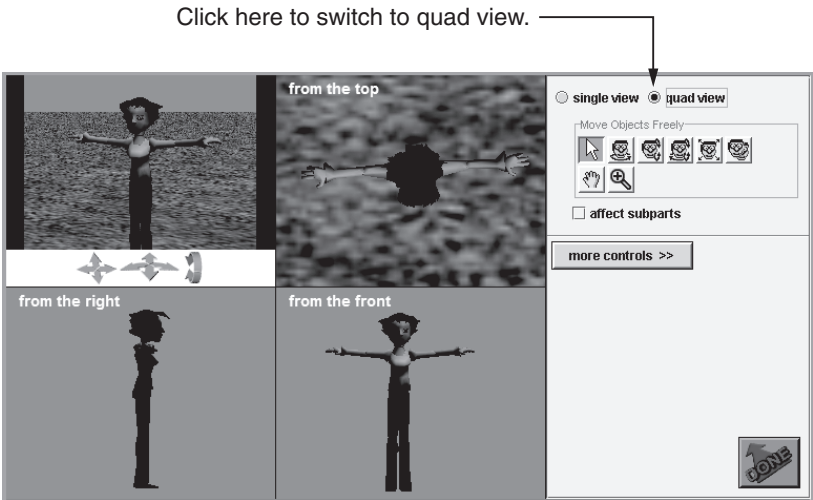 Click here to switch to quad view.
from the top
single view quad view
Move Objects Freely
affect subparts
more controls >>
from the right
from the front
DONE